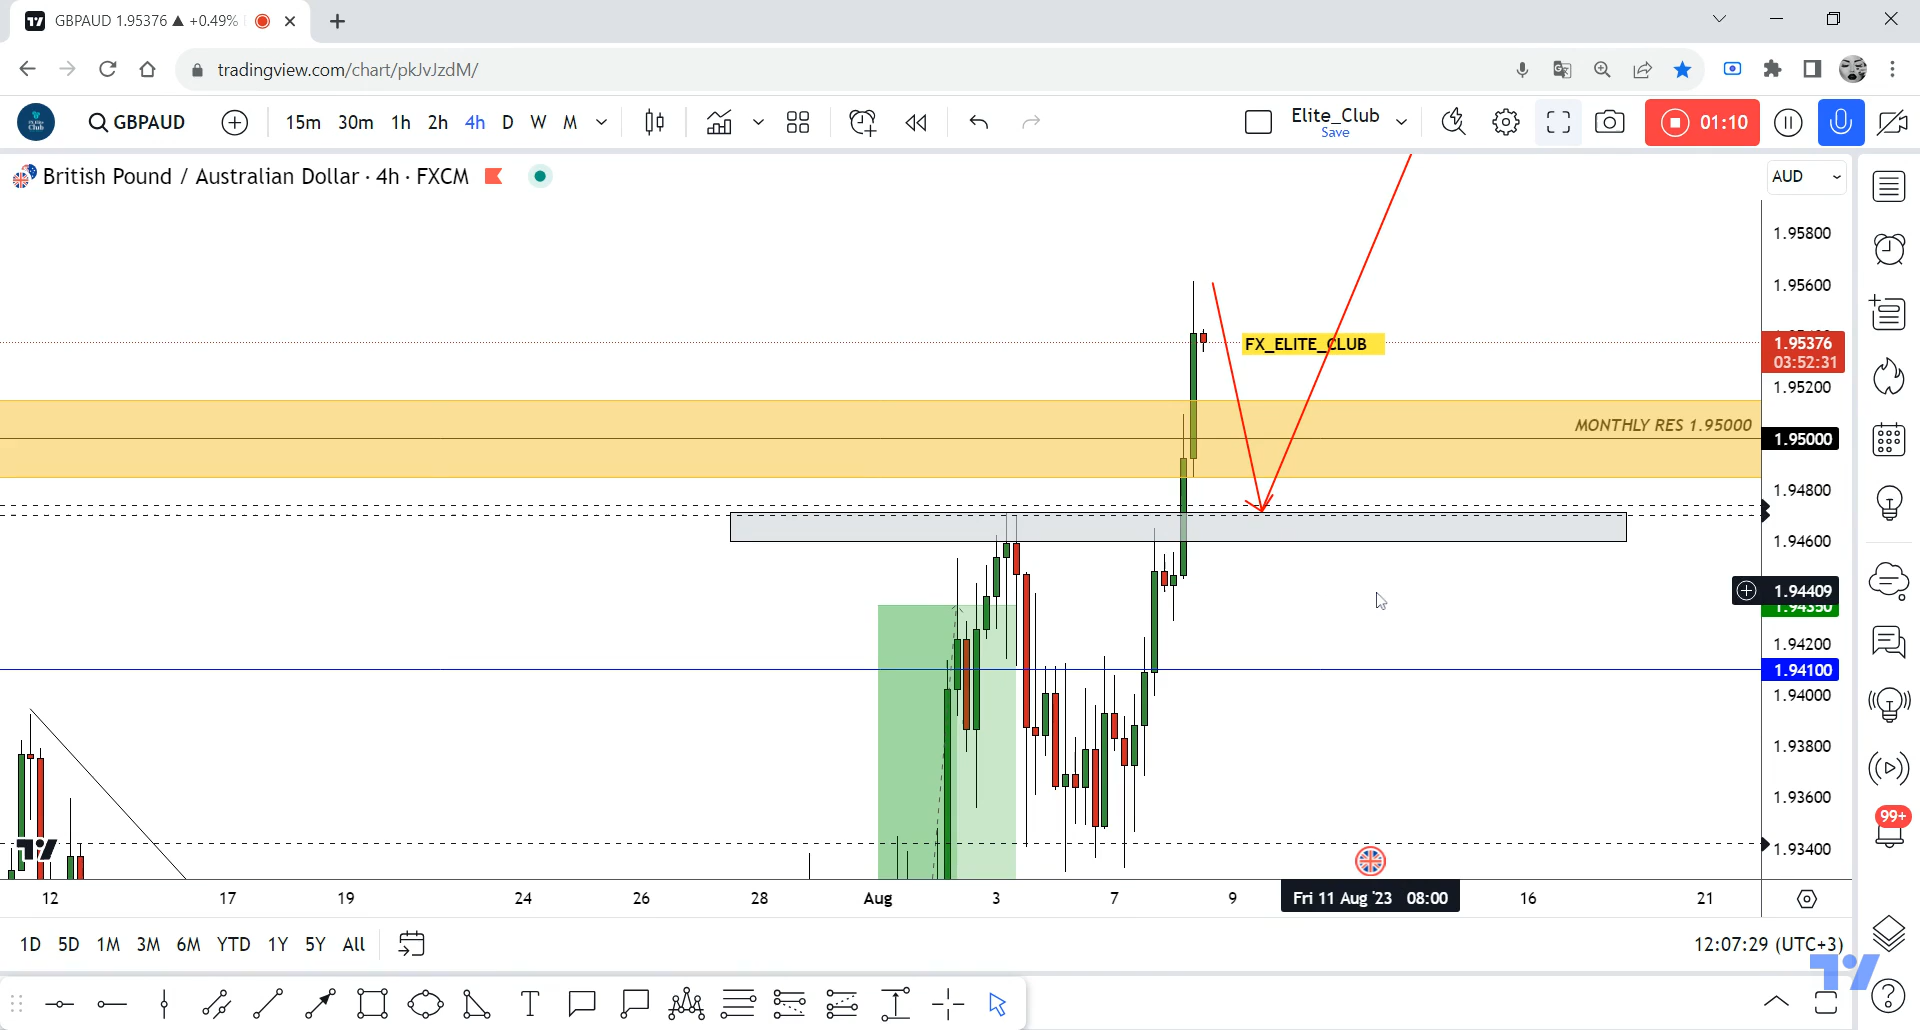 GBPAUD 1.95376 ▲ +0.49%
tradingview.com/chart/pkJvJzdM/
FX Elite Club
GBPAUD 15m 30m 1h 2h 4h D W M
Elite_Club
Save
01:10
British Pound / Australian Dollar · 4h · FXCM
AUD
1.95800
1.95600
FX_ELITE_CLUB
1.95376
03:52:31
1.95200
MONTHLY RES 1.95000
1.95000
1.94800
1.94600
1.94409
1.94350
1.94200
1.94100
1.94000
1.93800
1.93600
99+
1.93400
12 17 19 24 26 28 Aug 3 7 9 Fri 11 Aug '23 08:00 16 21
1D 5D 1M 3M 6M YTD 1Y 5Y All
12:07:29 (UTC+3)